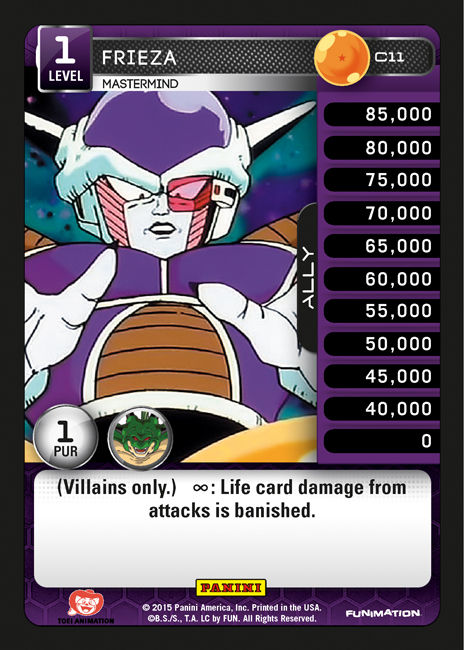 1
LEVEL
FRIEZA
C11
MASTERMIND
85,000
80,000
75,000
70,000
65,000
60,000
55,000
50,000
45,000
40,000
0
ALLY
1
PUR
(Villains only.) ∞: Life card damage from
attacks is banished.
PANINI
TOEI ANIMATION
© 2015 Panini America, Inc. Printed in the USA.
©B.S./S., T.A. LC by FUN. All Rights Reserved.
FUNIMATION